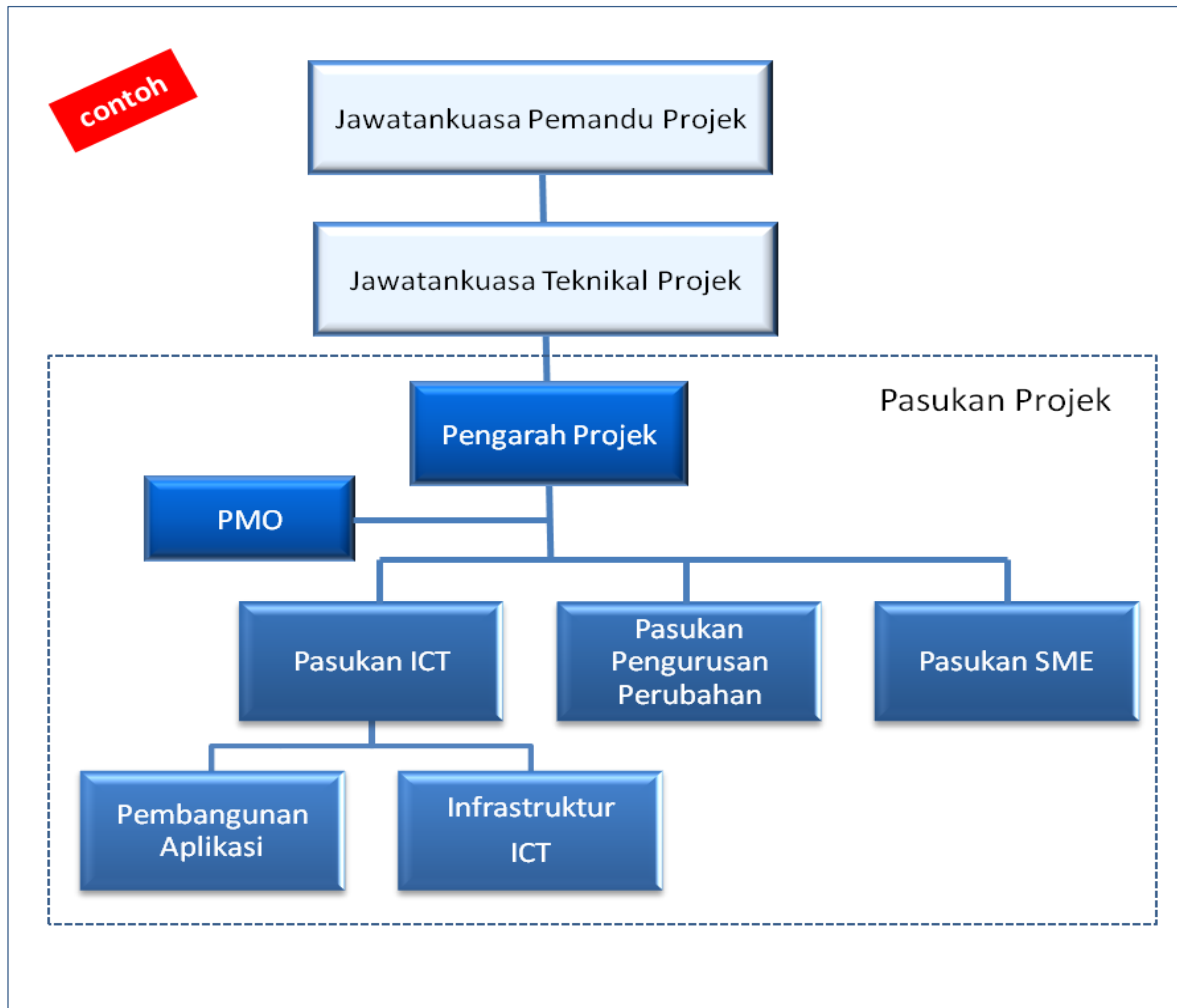 contoh
Jawatankuasa Pemandu Projek
Jawatankuasa Teknikal Projek
Pasukan Projek
Pengarah Projek
PMO
Pasukan ICT
Pasukan
Pengurusan
Perubahan
Pasukan SME
Pembangunan
Aplikasi
Infrastruktur
ICT